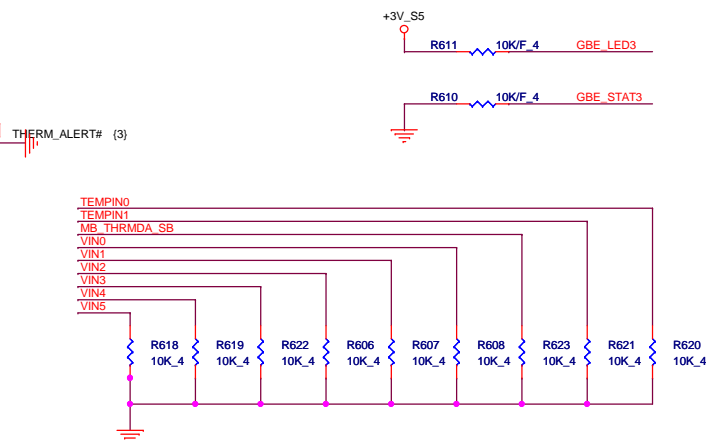 +3V_S5
R611 10K/F_4 GBE_LED3
R610 10K/F_4 GBE_STAT3
THERM_ALERT# {3}
TEMPIN0
TEMPIN1
MB_THRMDA_SB
VIN0
VIN1
VIN2
VIN3
VIN4
VIN5
R618 R619 R622 R606 R607 R608 R623 R621 R620
10K_4 10K_4 10K_4 10K_4 10K_4 10K_4 10K_4 10K_4 10K_4